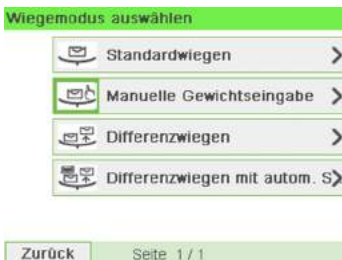 Wiegemodus auswählen
Standardwiegen
Manuelle Gewichtseingabe
Differenzwiegen
Differenzwiegen mit autom. S
Zurück
Seite 1 / 1